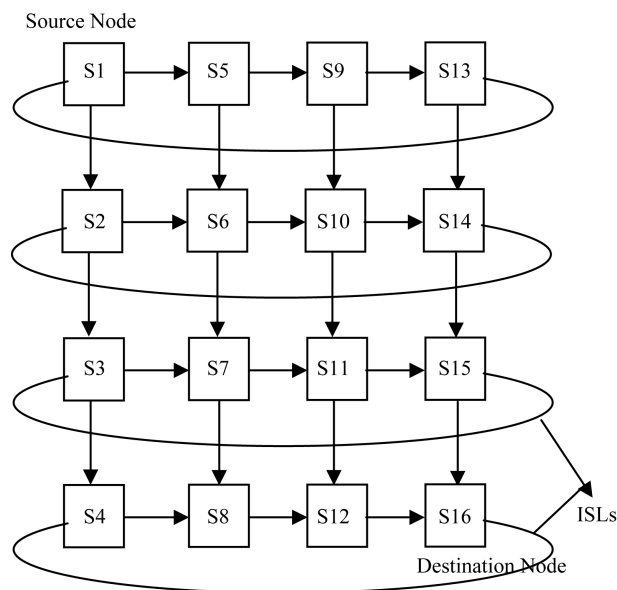 Source Node
S1 S5 S9 S13
S2 S6 S10 S14
S3 S7 S11 S15
S4 S8 S12 S16
ISLs
Destination Node